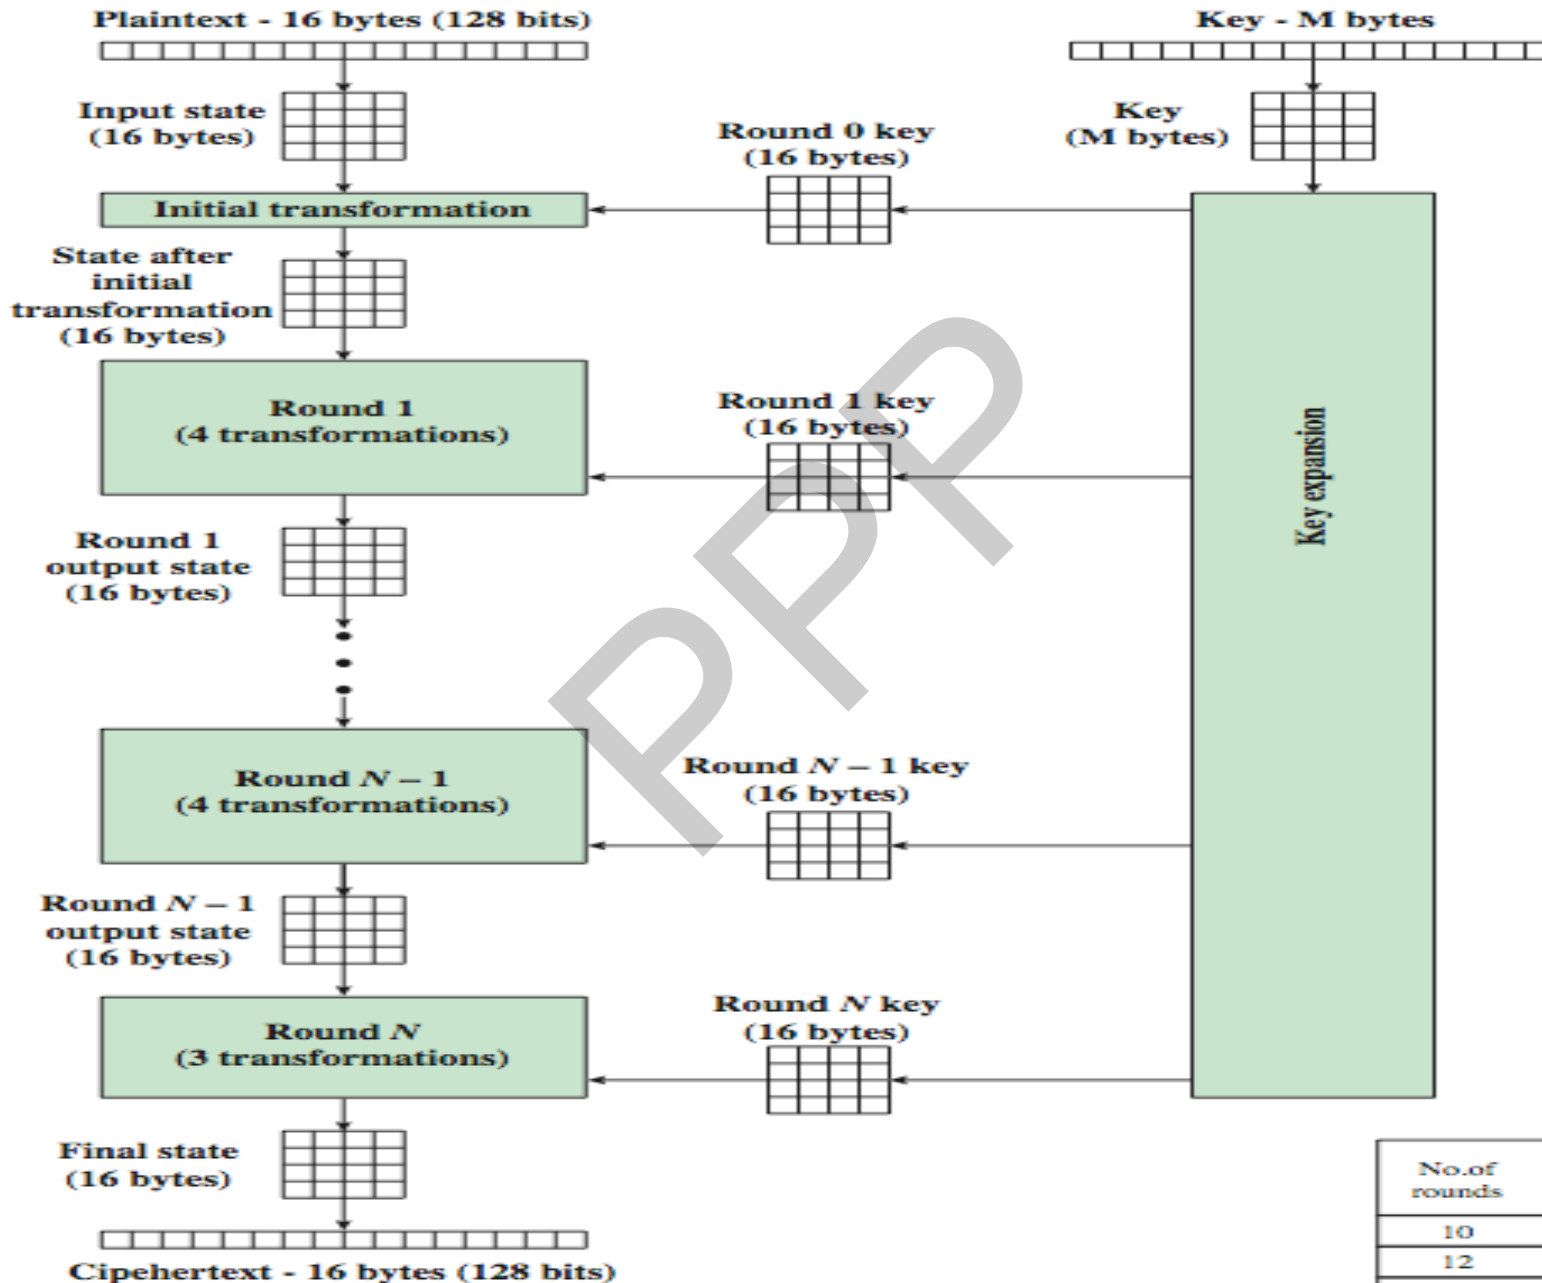 Plaintext - 16 bytes (128 bits)
Key - M bytes
Input state
(16 bytes)
Key
(M bytes)
Round 0 key
(16 bytes)
Initial transformation
State after
initial
transformation
(16 bytes)
Round 1
(4 transformations)
Round 1 key
(16 bytes)
Key expansion
Round 1
output state
(16 bytes)
Round N – 1
(4 transformations)
Round N – 1 key
(16 bytes)
Round N – 1
output state
(16 bytes)
Round N
(3 transformations)
Round N key
(16 bytes)
Final state
(16 bytes)
Cipehertext - 16 bytes (128 bits)
No.of
rounds
10
12
PPP